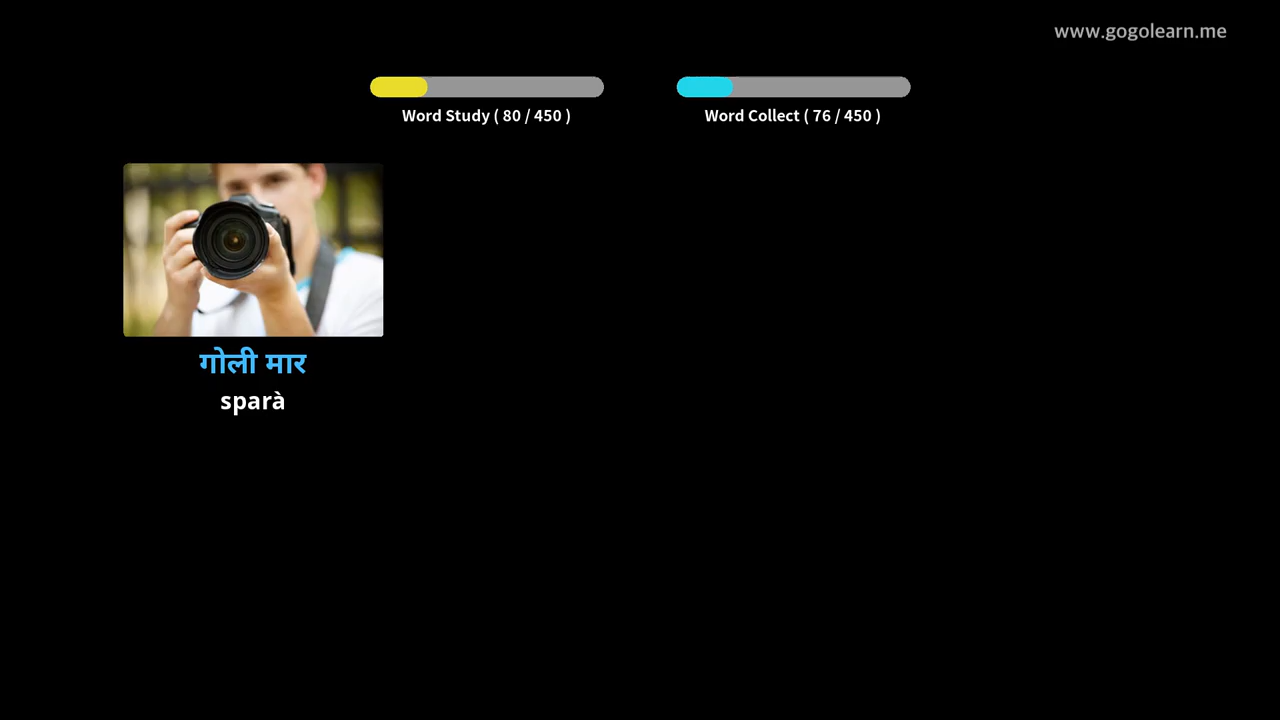 www.gogolearn.me
Word Study ( 80 / 450 )
Word Collect ( 76 / 450 )
गोली मार
sparà